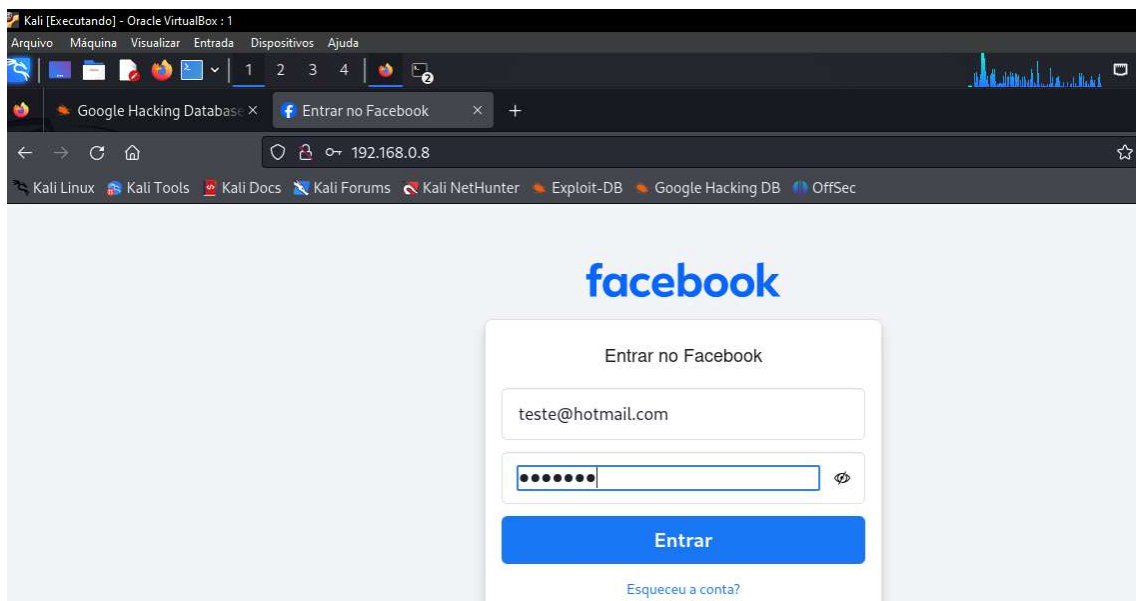 Kali [Executando] - Oracle VirtualBox : 1
Arquivo Máquina Visualizar Entrada Dispositivos Ajuda
1 2 3 4 2
Google Hacking Database × Entrar no Facebook × +
192.168.0.8
Kali Linux Kali Tools Kali Docs Kali Forums Kali NetHunter Exploit-DB Google Hacking DB OffSec
facebook
Entrar no Facebook
teste@hotmail.com
•••••••
Entrar
Esqueceu a conta?